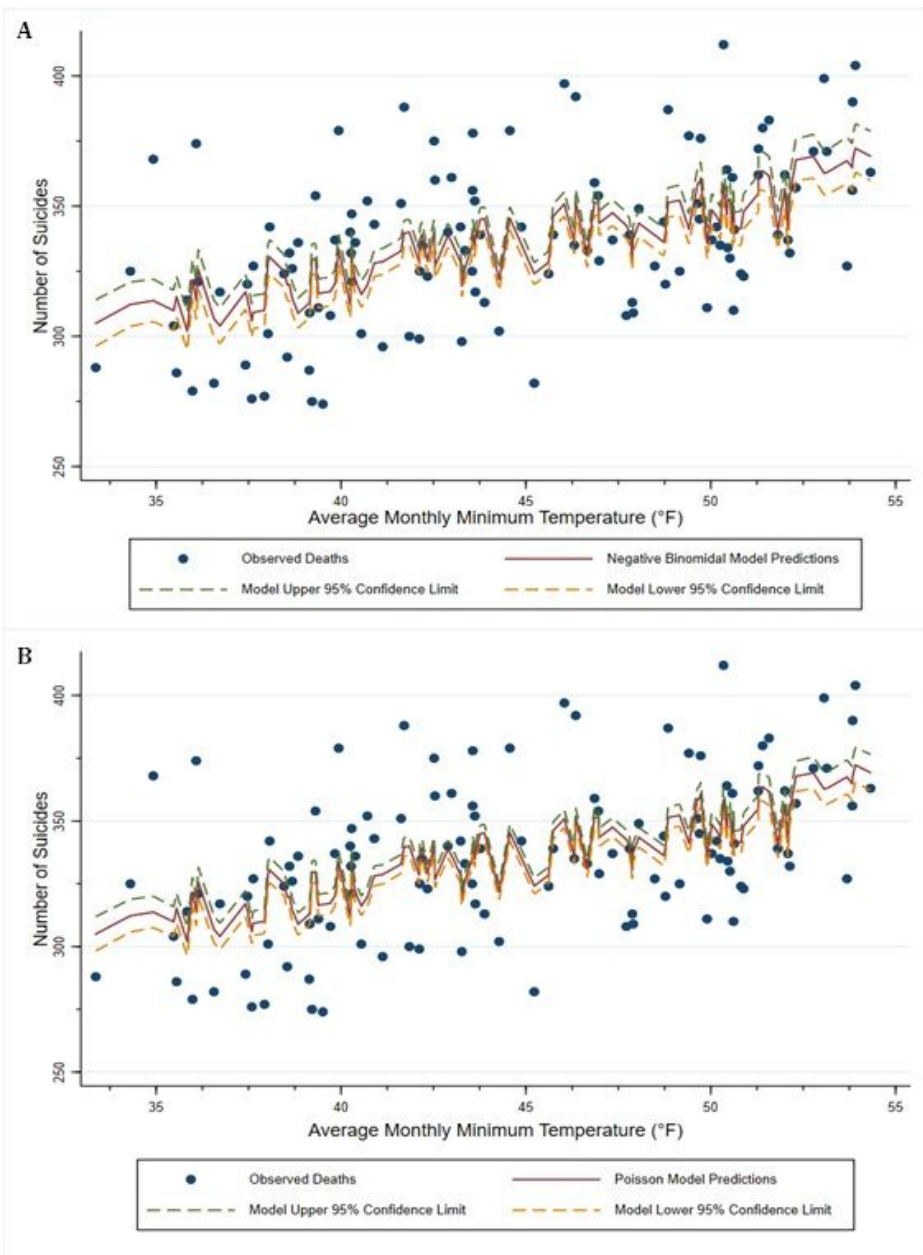 A
400
350
300
250
Number of Suicides
35 40 45 50 55
Average Monthly Minimum Temperature (°F)
Observed Deaths Negative Binomidal Model Predictions
Model Upper 95% Confidence Limit Model Lower 95% Confidence Limit
B
400
350
300
250
Number of Suicides
35 40 45 50 55
Average Monthly Minimum Temperature (°F)
Observed Deaths Poisson Model Predictions
Model Upper 95% Confidence Limit Model Lower 95% Confidence Limit